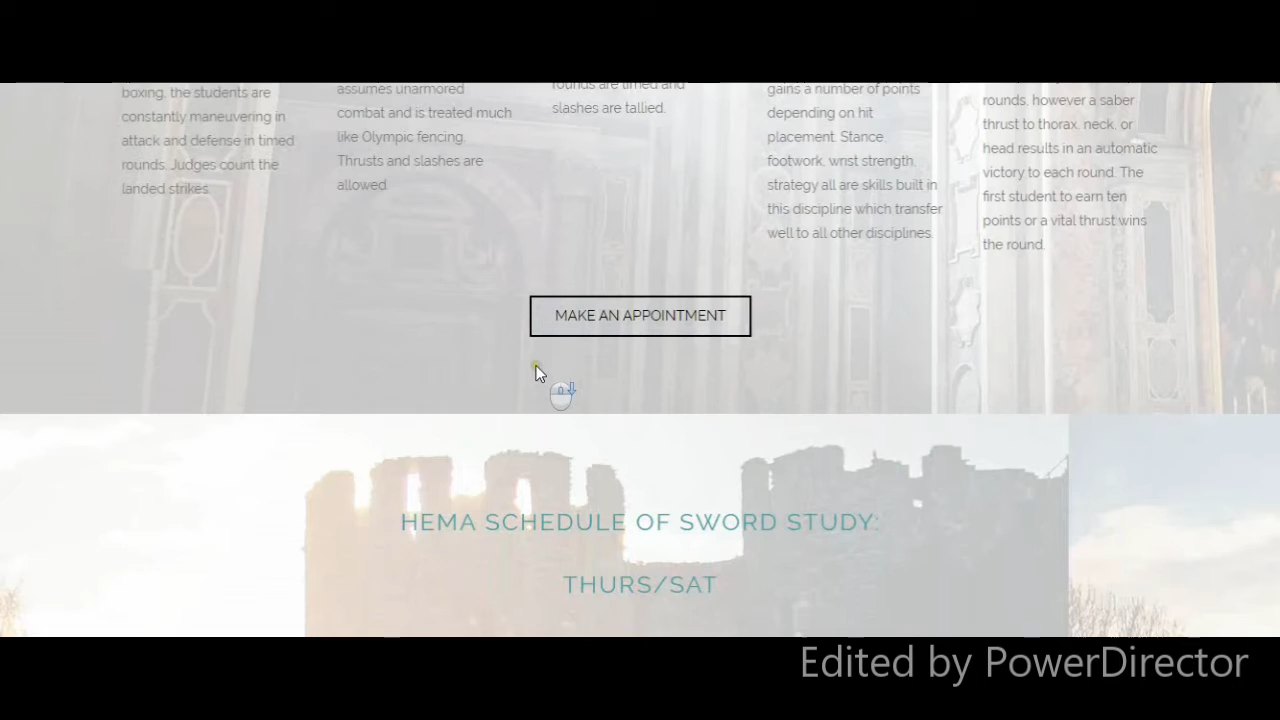 boxing, the students are
constantly maneuvering in
attack and defense in timed
rounds. Judges count the
landed strikes.
assumes unarmored
combat and is treated much
like Olympic fencing.
Thrusts and slashes are
allowed.
rounds are timed and
slashes are tallied.
gains a number of points
depending on hit
placement. Stance,
footwork, wrist strength,
strategy all are skills built in
this discipline which transfer
well to all other disciplines.
rounds, however a saber
thrust to thorax, neck, or
head results in an automatic
victory to each round. The
first student to earn ten
points or a vital thrust wins
the round.
MAKE AN APPOINTMENT
HEMA SCHEDULE OF SWORD STUDY:
THURS/SAT
Edited by PowerDirector